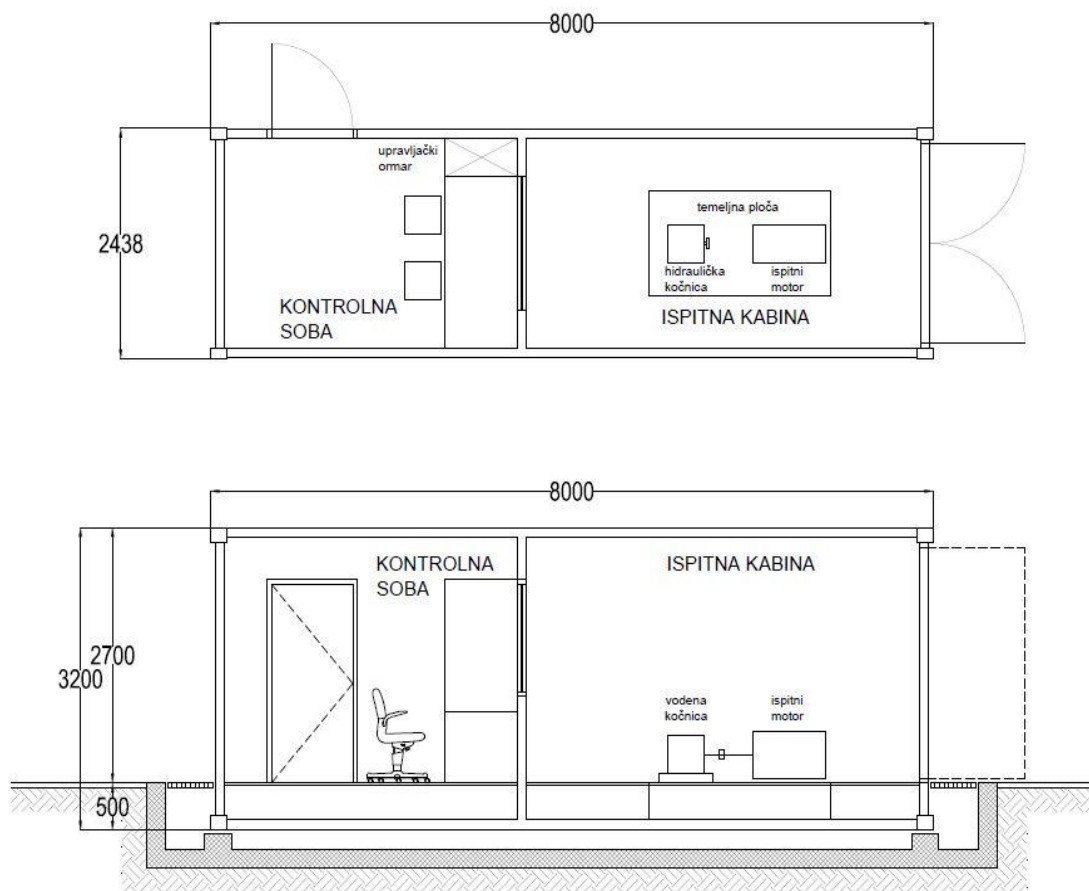 8000
upravljački
ormar
2438
temeljna ploča
hidraulička
kočnica
ispitni
motor
KONTROLNA
SOBA
ISPITNA KABINA
8000
KONTROLNA
SOBA
ISPITNA KABINA
2700
3200
vodena
kočnica
ispitni
motor
500